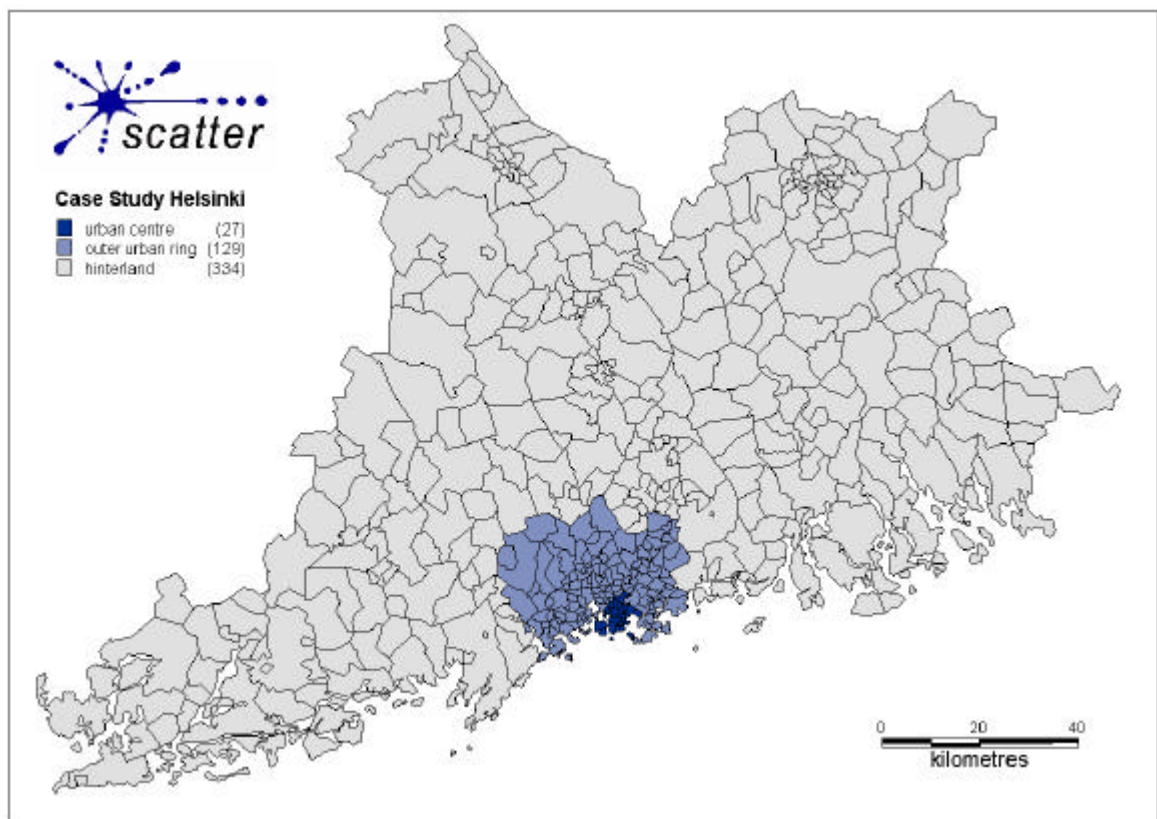 scatter
Case Study Helsinki
urban centre (27)
outer urban ring (129)
hinterland (334)
0 20 40
kilometres